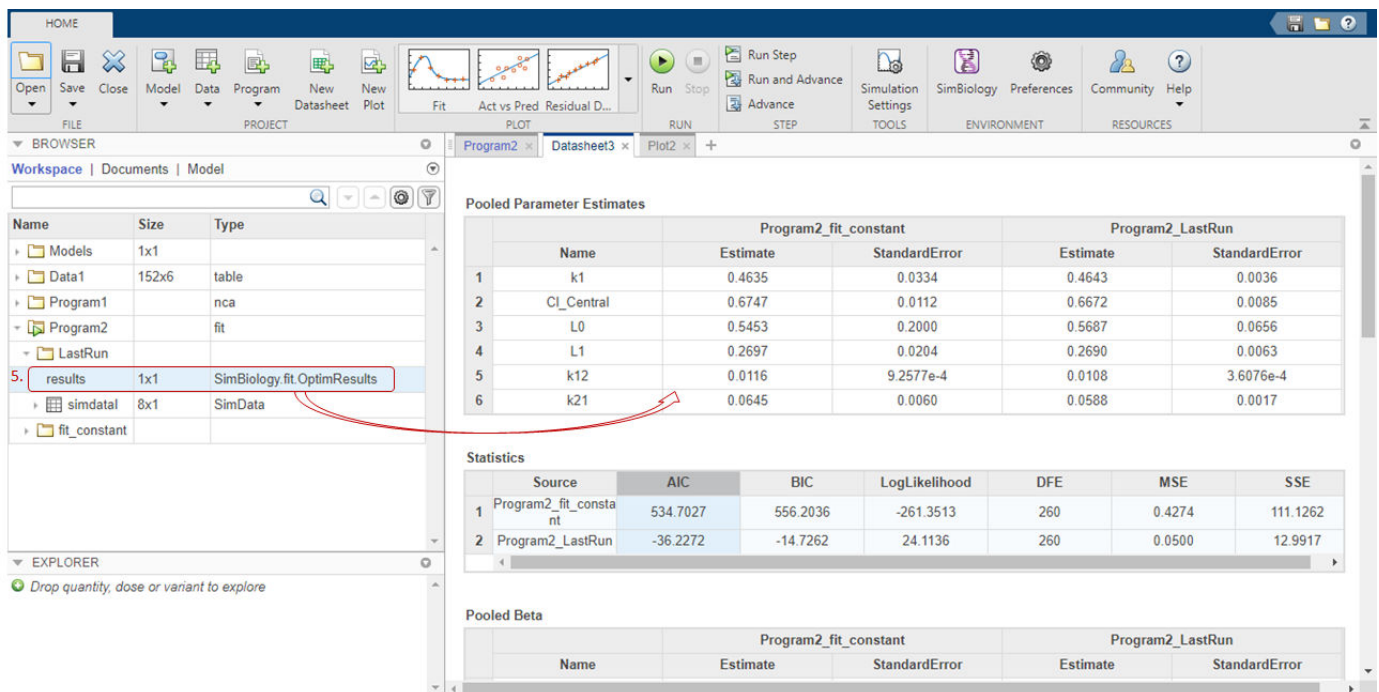 HOME
Open Save Close Model Data Program New Datasheet New Plot Fit Act vs Pred Residual D... Run Stop Run Step Run and Advance Advance Simulation Settings SimBiology Preferences Community Help
FILE PROJECT PLOT RUN STEP TOOLS ENVIRONMENT RESOURCES
BROWSER
Workspace | Documents | Model
Name Size Type
Models 1x1
Data1 152x6 table
Program1 nca
Program2 fit
LastRun
5. results 1x1 SimBiology.fit.OptimResults
simdataI 8x1 SimData
fit_constant
EXPLORER
Drop quantity, dose or variant to explore
Program2 × Datasheet3 × Plot2 × +
Pooled Parameter Estimates
Program2_fit_constant Program2_LastRun
Name Estimate StandardError Estimate StandardError
1 k1 0.4635 0.0334 0.4643 0.0036
2 Cl_Central 0.6747 0.0112 0.6672 0.0085
3 L0 0.5453 0.2000 0.5687 0.0656
4 L1 0.2697 0.0204 0.2690 0.0063
5 k12 0.0116 9.2577e-4 0.0108 3.6076e-4
6 k21 0.0645 0.0060 0.0588 0.0017
Statistics
Source AIC BIC LogLikelihood DFE MSE SSE
1 Program2_fit_consta
nt 534.7027 556.2036 -261.3513 260 0.4274 111.1262
2 Program2_LastRun -36.2272 -14.7262 24.1136 260 0.0500 12.9917
Pooled Beta
Program2_fit_constant Program2_LastRun
Name Estimate StandardError Estimate StandardError